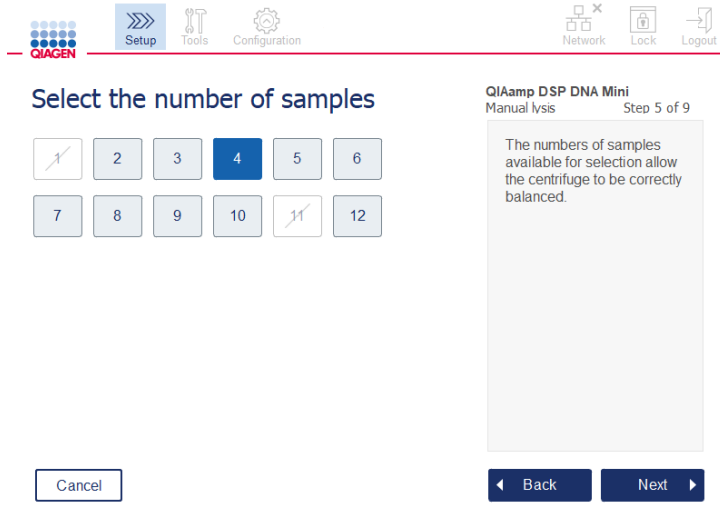 QIAGEN
Setup
Tools
Configuration
Network
Lock
Logout
Select the number of samples
1 2 3 4 5 6
7 8 9 10 11 12
QIAamp DSP DNA Mini
Manual lysis Step 5 of 9
The numbers of samples
available for selection allow
the centrifuge to be correctly
balanced.
Cancel
Back
Next